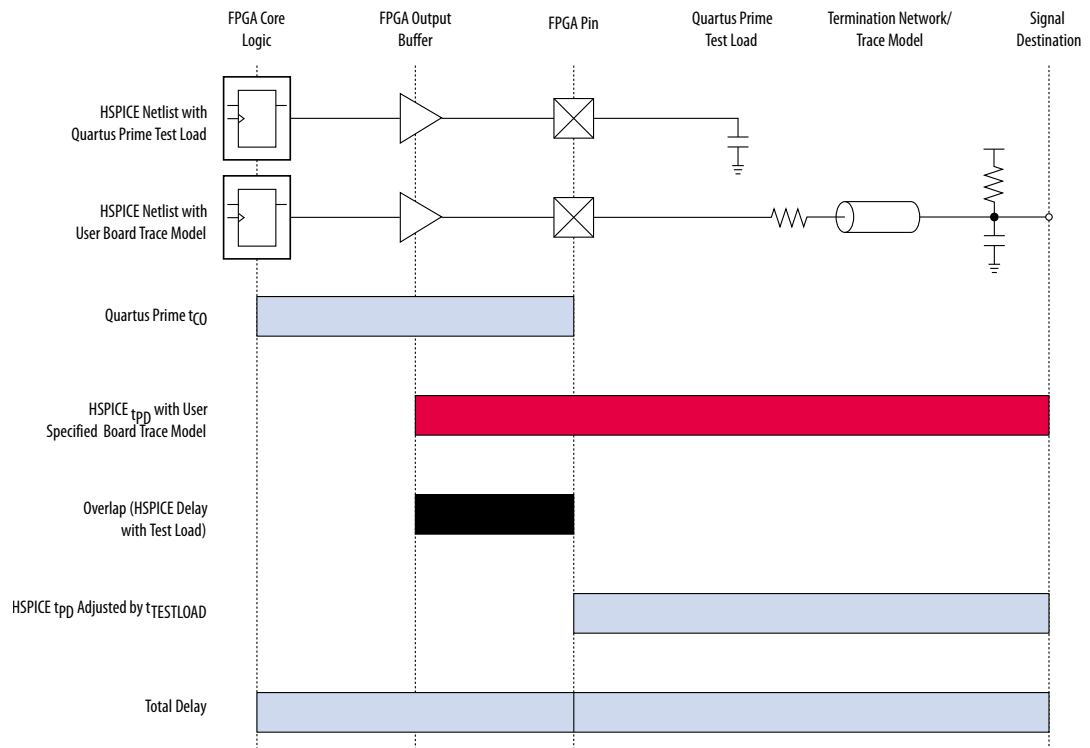 FPGA Core
Logic
FPGA Output
Buffer
FPGA Pin
Quartus Prime
Test Load
Termination Network/
Trace Model
Signal
Destination
HSPICE Netlist with
Quartus Prime Test Load
HSPICE Netlist with
User Board Trace Model
Quartus Prime tCO
HSPICE tPD with User
Specified Board Trace Model
Overlap (HSPICE Delay
with Test Load)
HSPICE tPD Adjusted by tTESTLOAD
Total Delay